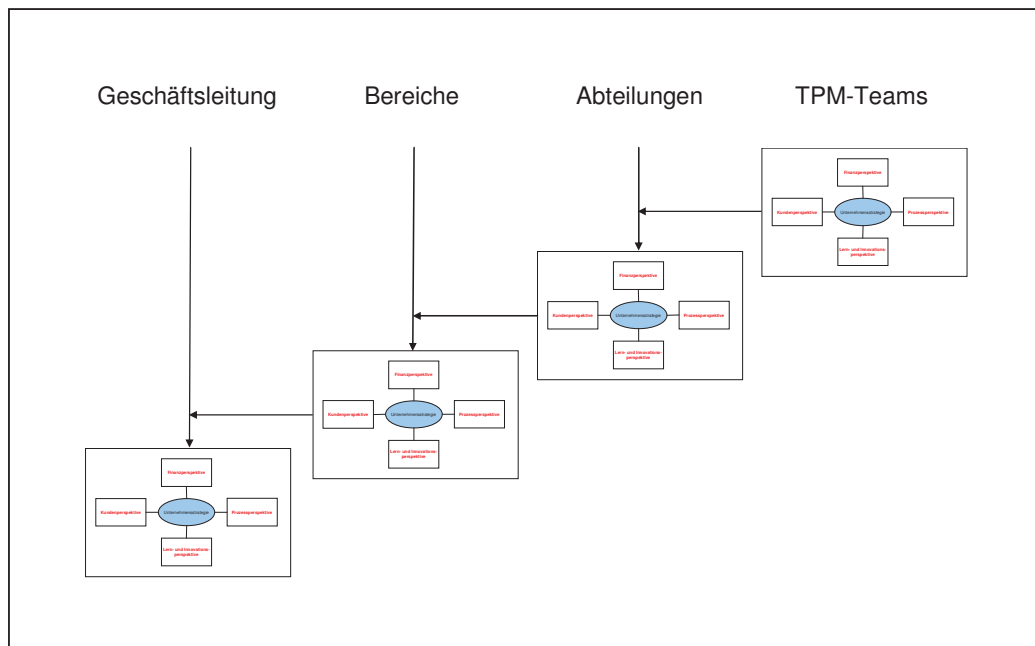 Geschäftsleitung
Bereiche
Abteilungen
TPM-Teams
Finanzperspektive
Kundenperspektive
Unternehmensstrategie
Prozessperspektive
Lern- und Innovations-
perspektive
Finanzperspektive
Kundenperspektive
Unternehmensstrategie
Prozessperspektive
Lern- und Innovations-
perspektive
Finanzperspektive
Kundenperspektive
Unternehmensstrategie
Prozessperspektive
Lern- und Innovations-
perspektive
Finanzperspektive
Kundenperspektive
Unternehmensstrategie
Prozessperspektive
Lern- und Innovations-
perspektive